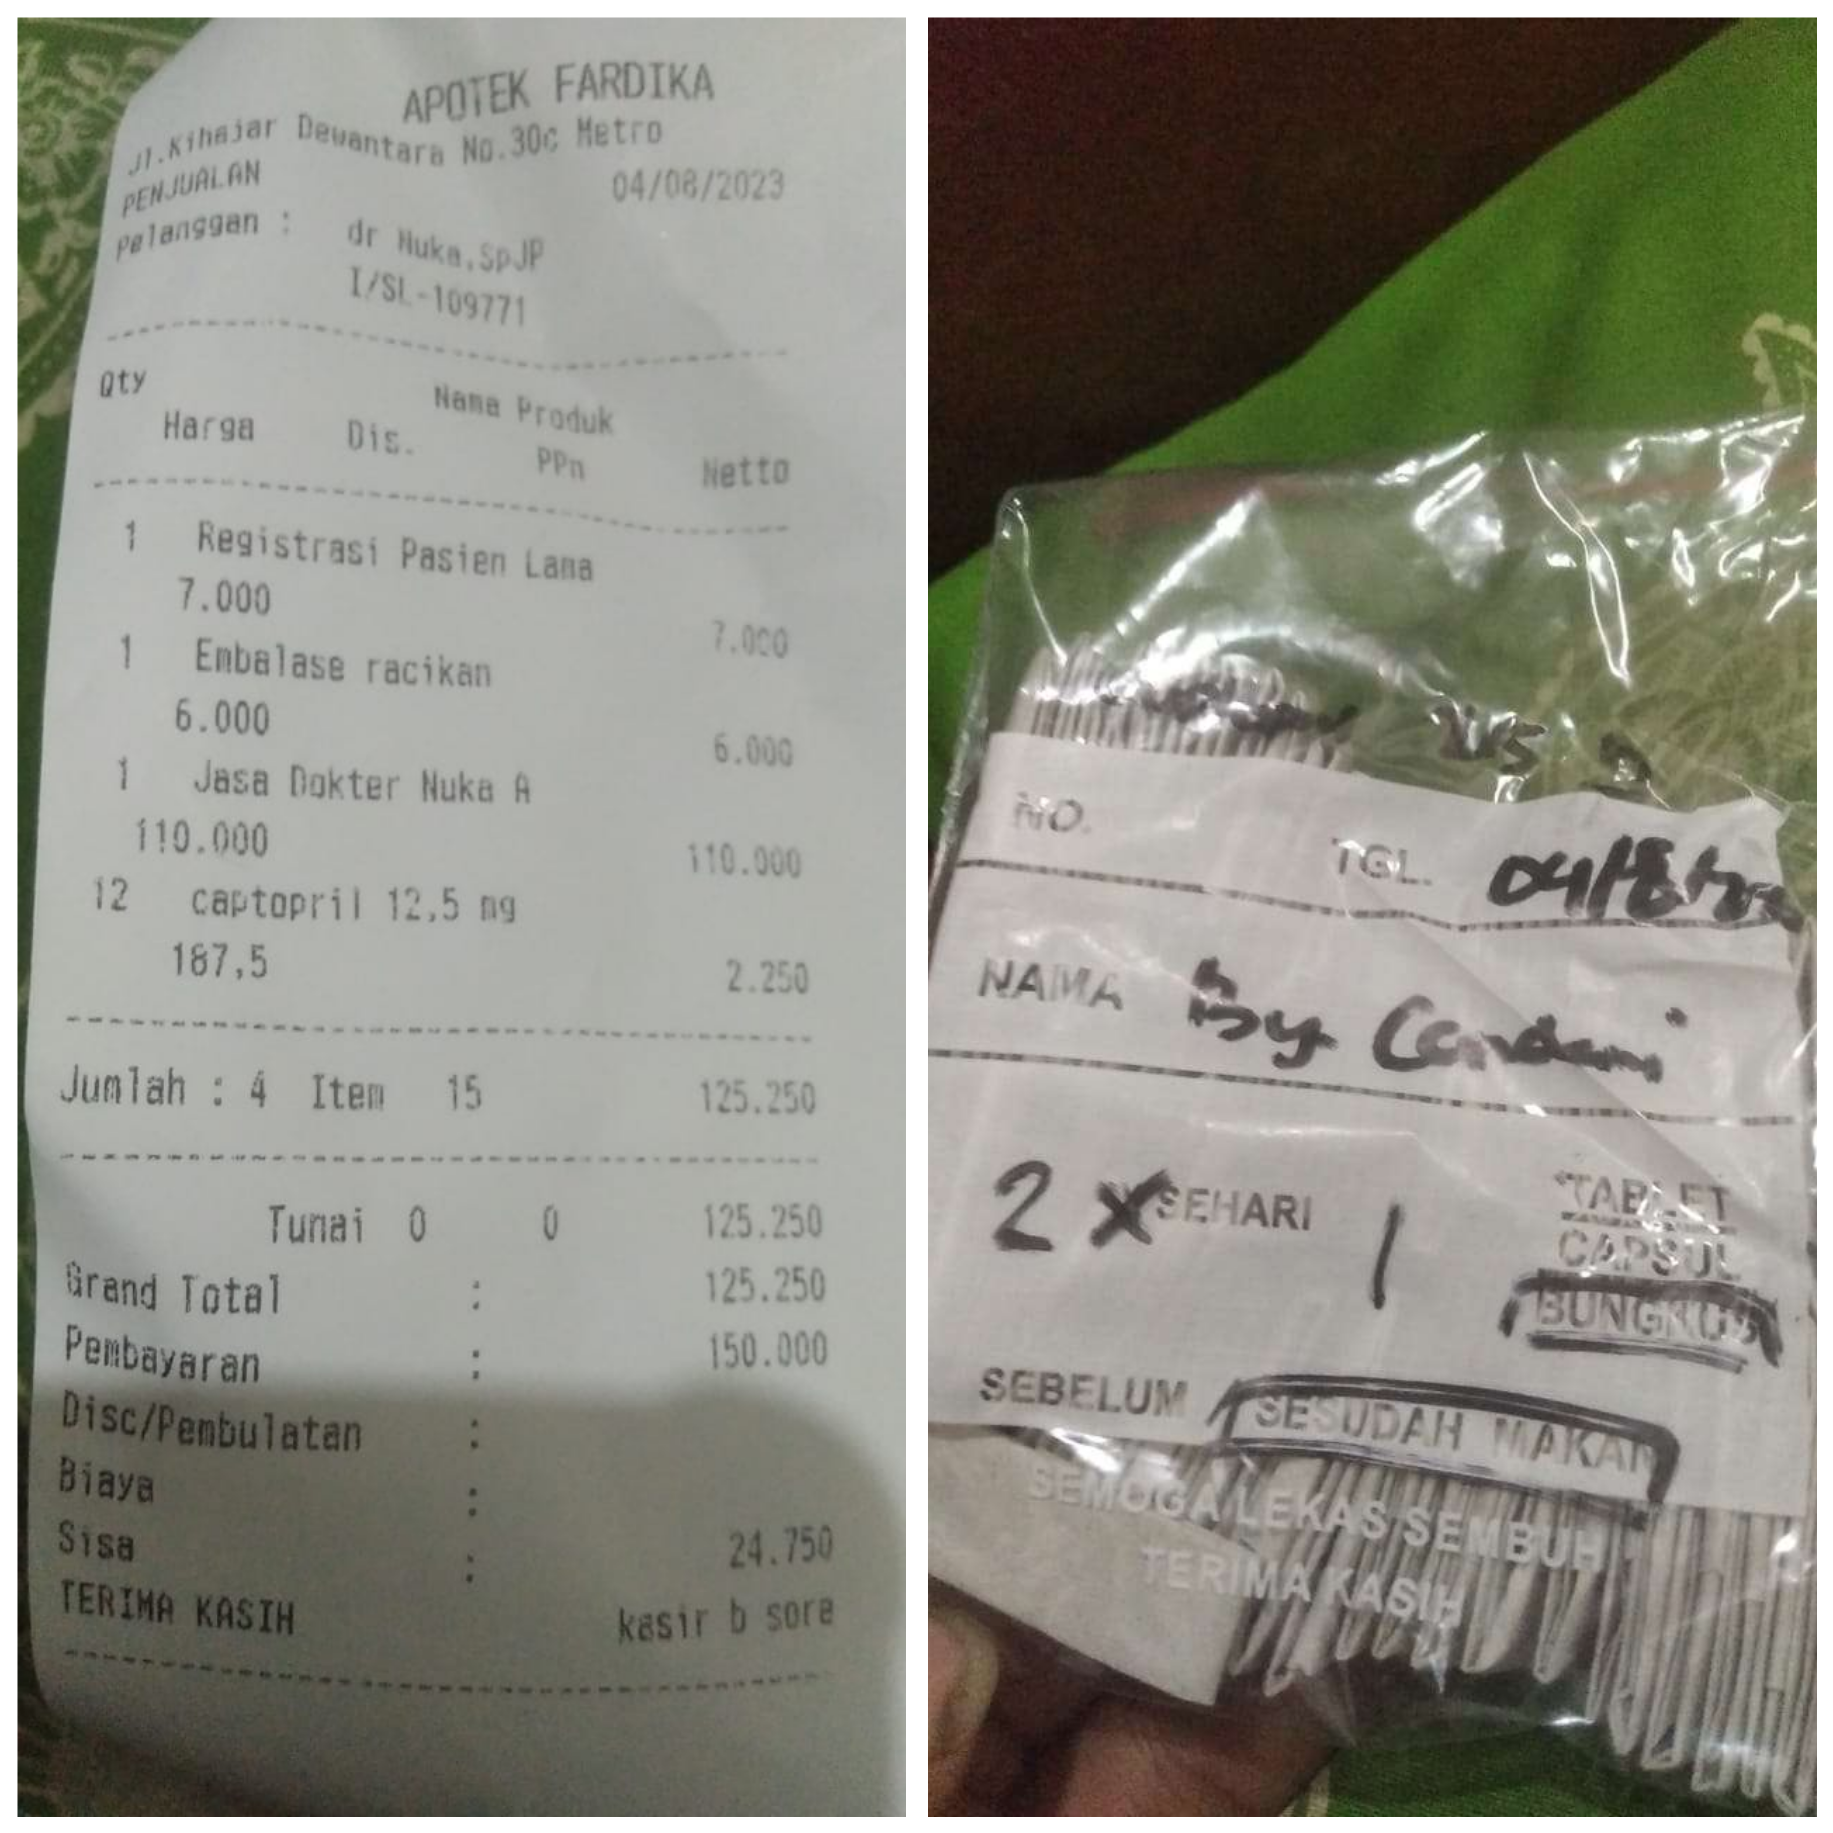 APOTEK FARDIKA
Jl.Kihajar Dewantara No.30c Metro
PENJUALAN 04/08/2023
Pelanggan : dr Nuka,SpJP
I/SL-109771
Qty Nama Produk
Harga Dis. PPn Netto
1 Registrasi Pasien Lama
7.000 7.000
1 Embalase racikan
6.000 6.000
1 Jasa Dokter Nuka A
110.000 110.000
12 captopril 12,5 mg
187,5 2.250
Jumlah : 4 Item 15 125.250
Tunai 0 0 125.250
Grand Total : 125.250
Pembayaran : 150.000
Disc/Pembulatan :
Biaya :
Sisa : 24.750
TERIMA KASIH kasir b sore
NO. TGL. 04/8/
NAMA By.
2 X SEHARI 1 TABLET
CAPSUL
BUNGKUS
SEBELUM / SESUDAH MAKAN
SEMOGA LEKAS SEMBUH
TERIMA KASIH